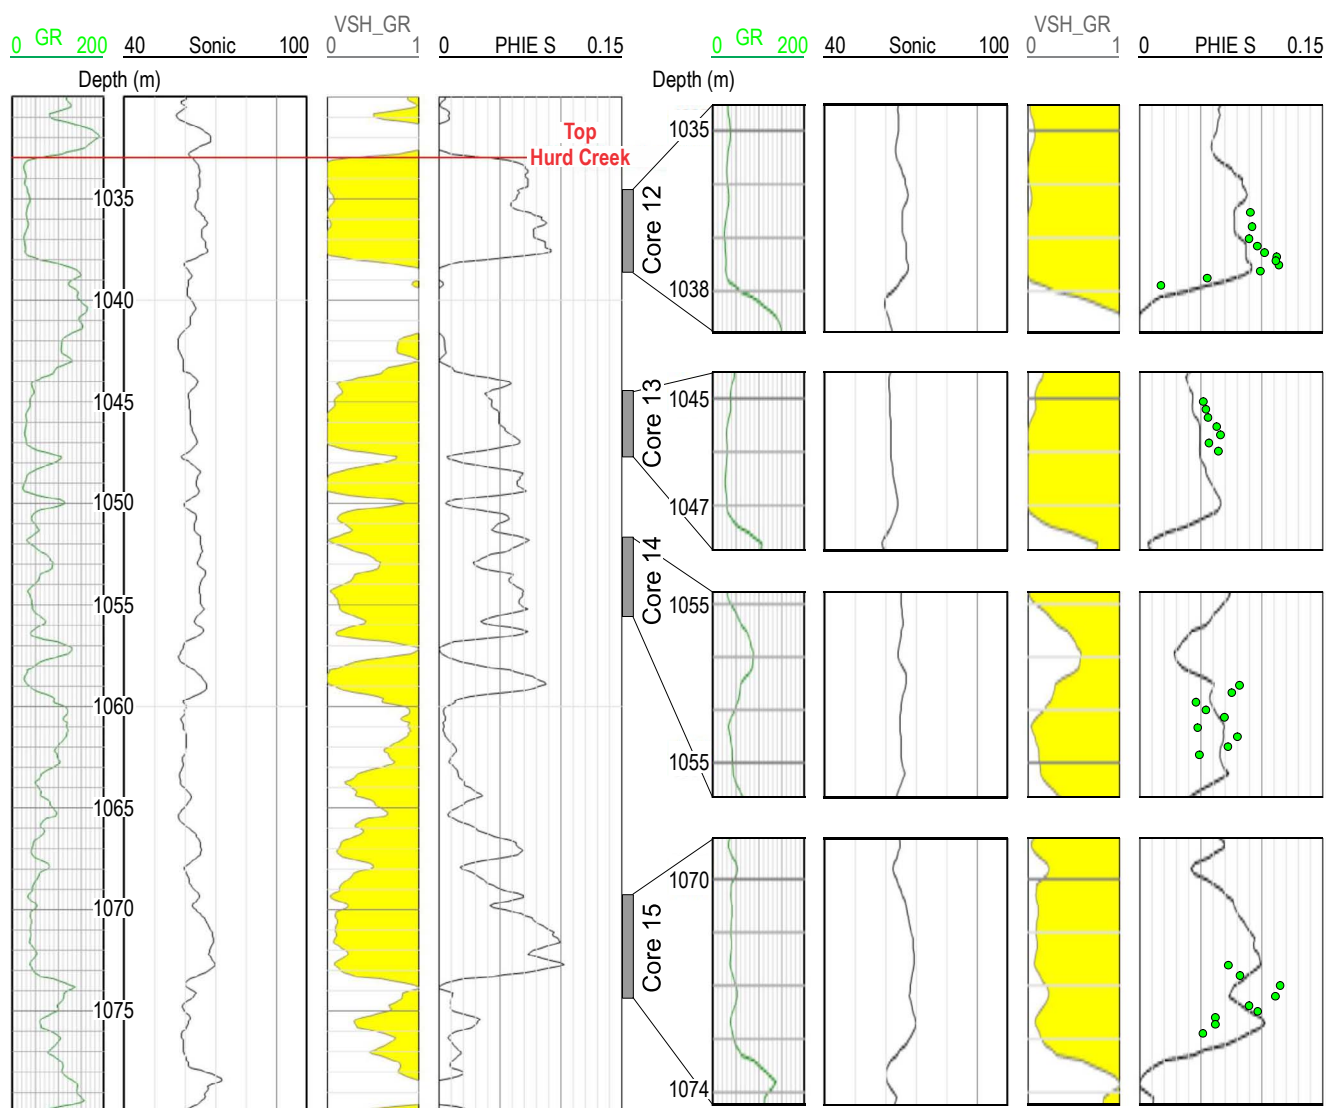 GR
0 200
40 Sonic 100
VSH_GR
0 1
0 PHIE S 0.15
GR
0 200
40 Sonic 100
VSH_GR
0 1
0 PHIE S 0.15
Depth (m)
Depth (m)
Top
Hurd Creek
1035
1040
1045
1050
1055
1060
1065
1070
1075
Core 12
Core 13
Core 14
Core 15
1035
1038
1045
1047
1055
1055
1070
1074